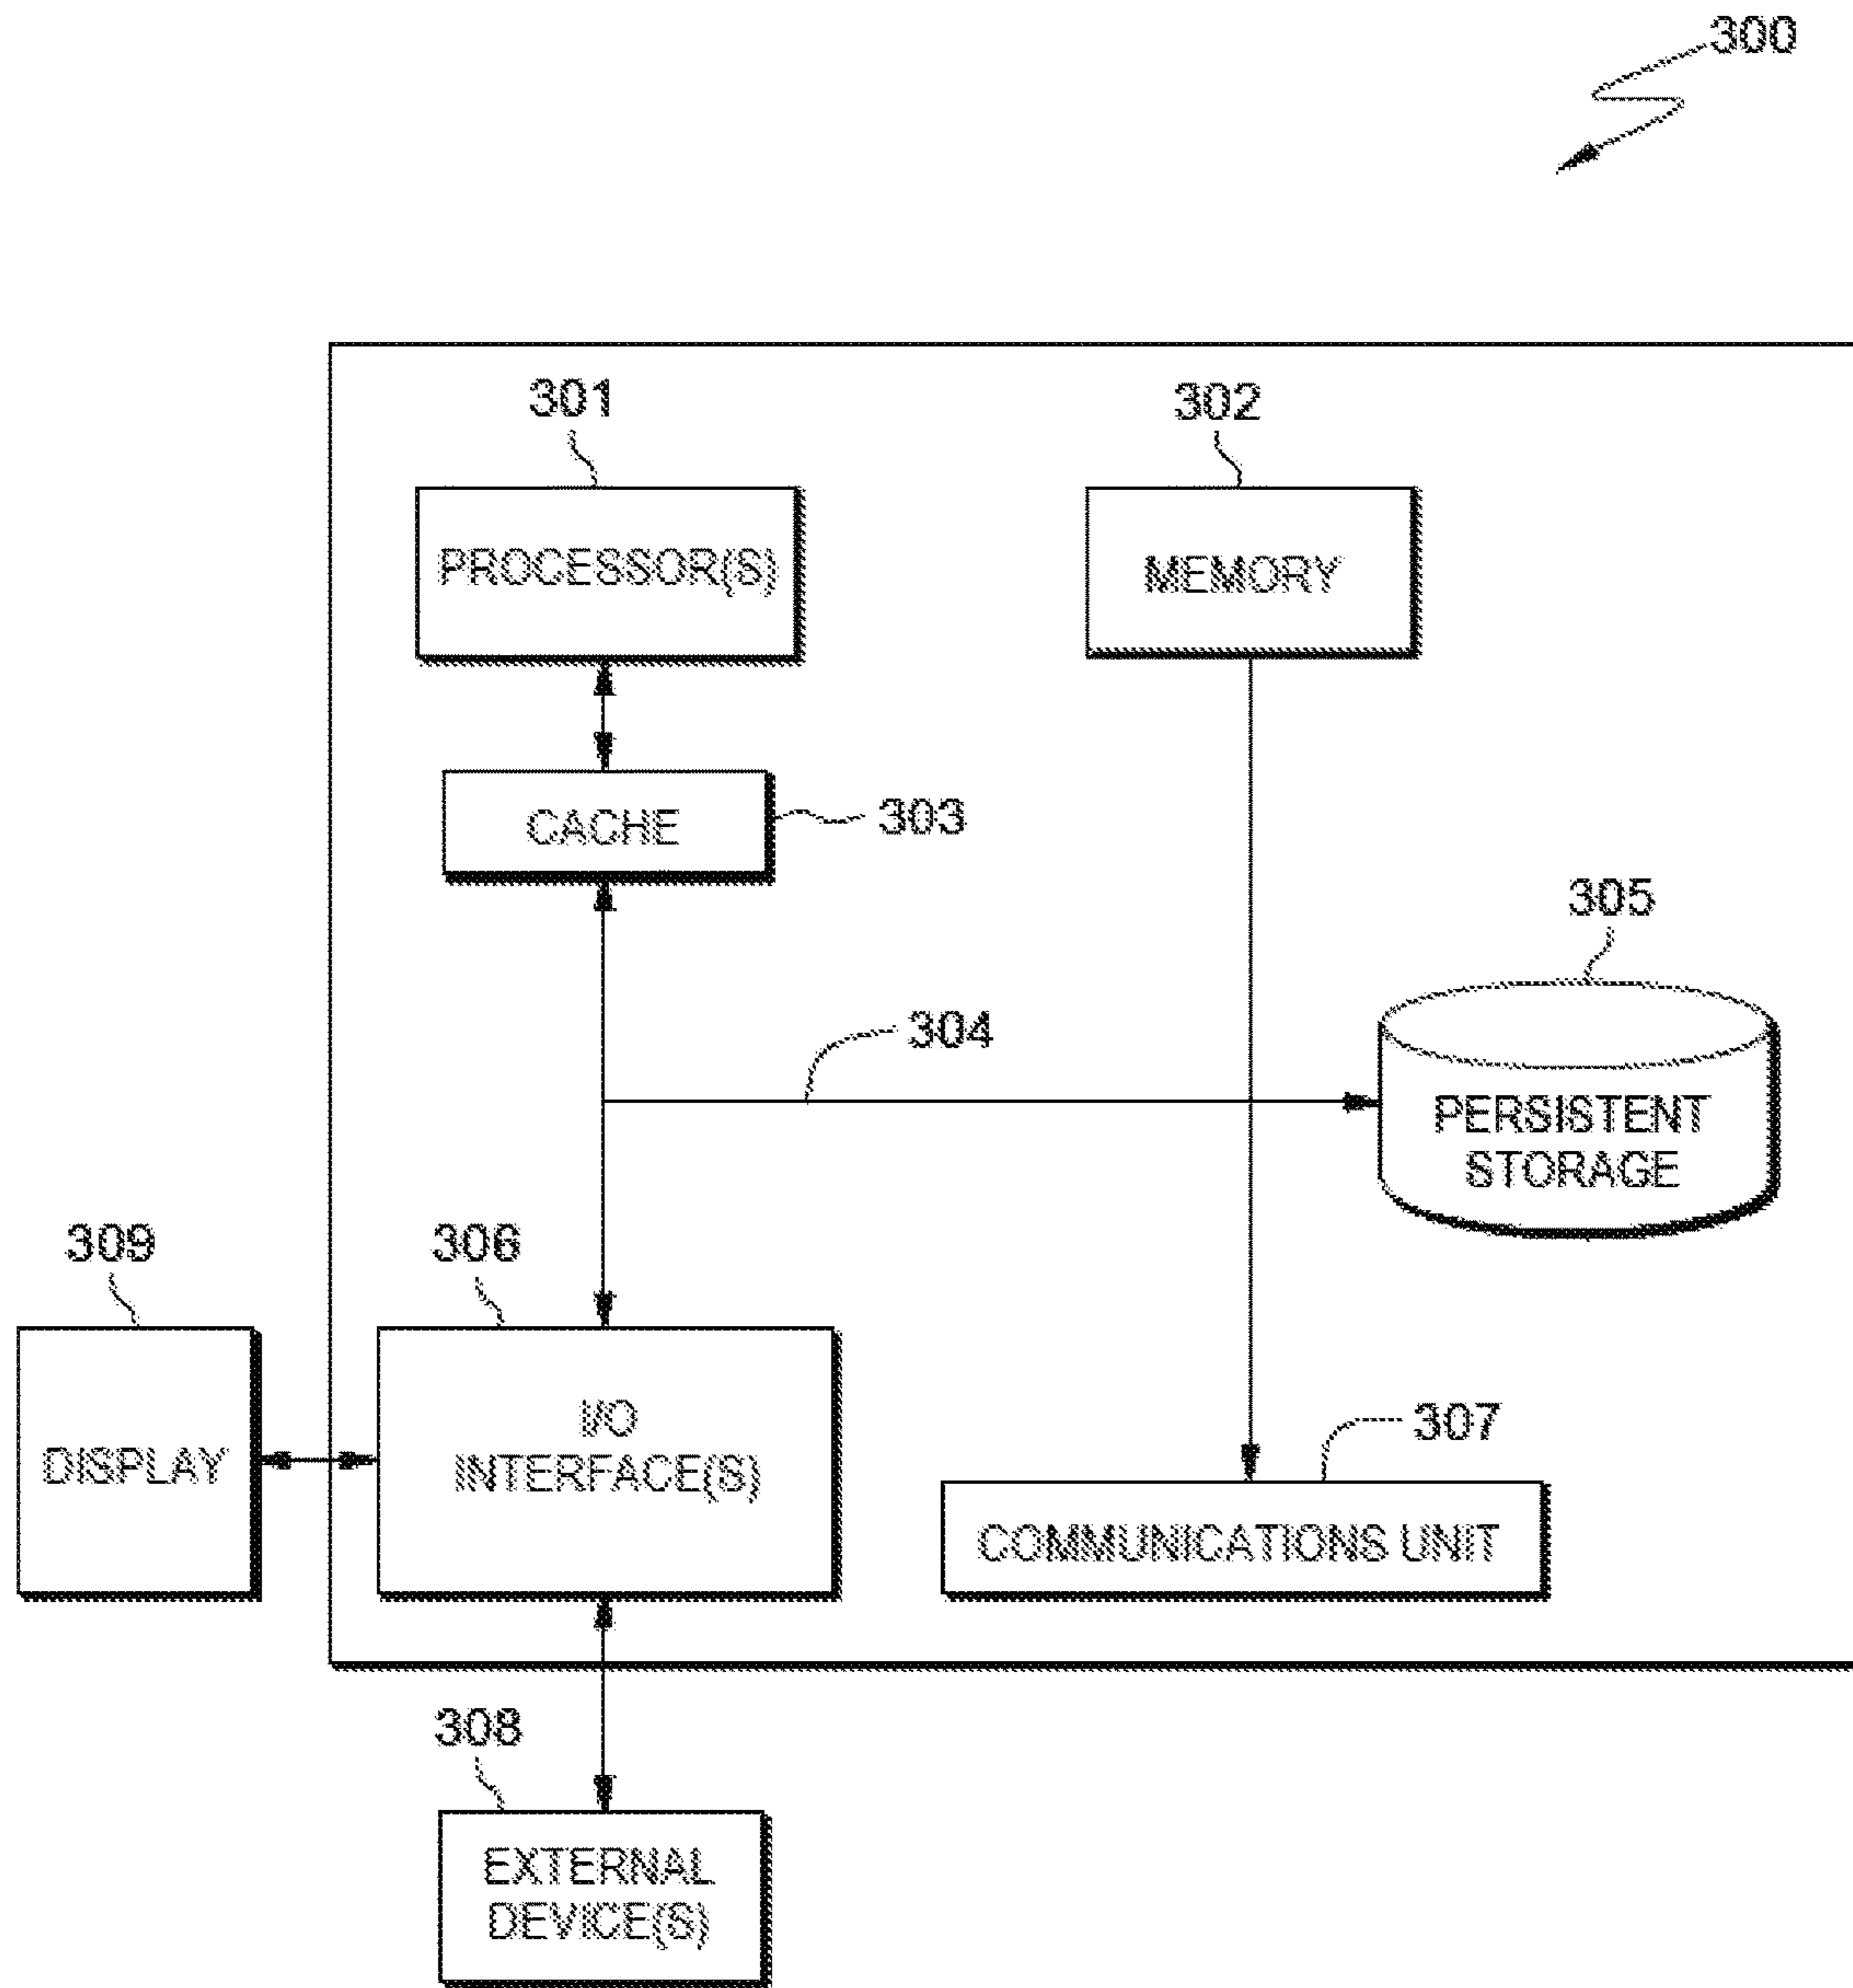 300
301
302
PROCESSOR(S)
MEMORY
CACHE
303
305
304
PERSISTENT
STORAGE
309
306
I/O
INTERFACE(S)
DISPLAY
307
COMMUNICATIONS UNIT
308
EXTERNAL
DEVICE(S)